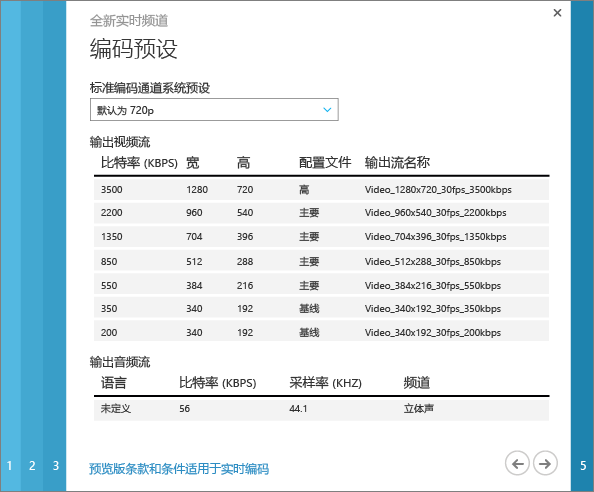 全新实时频道
编码预设
标准编码通道系统预设
默认为 720p
输出视频流
比特率 (KBPS) 宽 高 配置文件 输出流名称
3500 1280 720 高 Video_1280x720_30fps_3500kbps
2200 960 540 主要 Video_960x540_30fps_2200kbps
1350 704 396 主要 Video_704x396_30fps_1350kbps
850 512 288 主要 Video_512x288_30fps_850kbps
550 384 216 主要 Video_384x216_30fps_550kbps
350 340 192 基线 Video_340x192_30fps_350kbps
200 340 192 基线 Video_340x192_30fps_200kbps
输出音频流
语言 比特率 (KBPS) 采样率 (KHZ) 频道
未定义 56 44.1 立体声
1 2 3 预览版条款和条件适用于实时编码 5